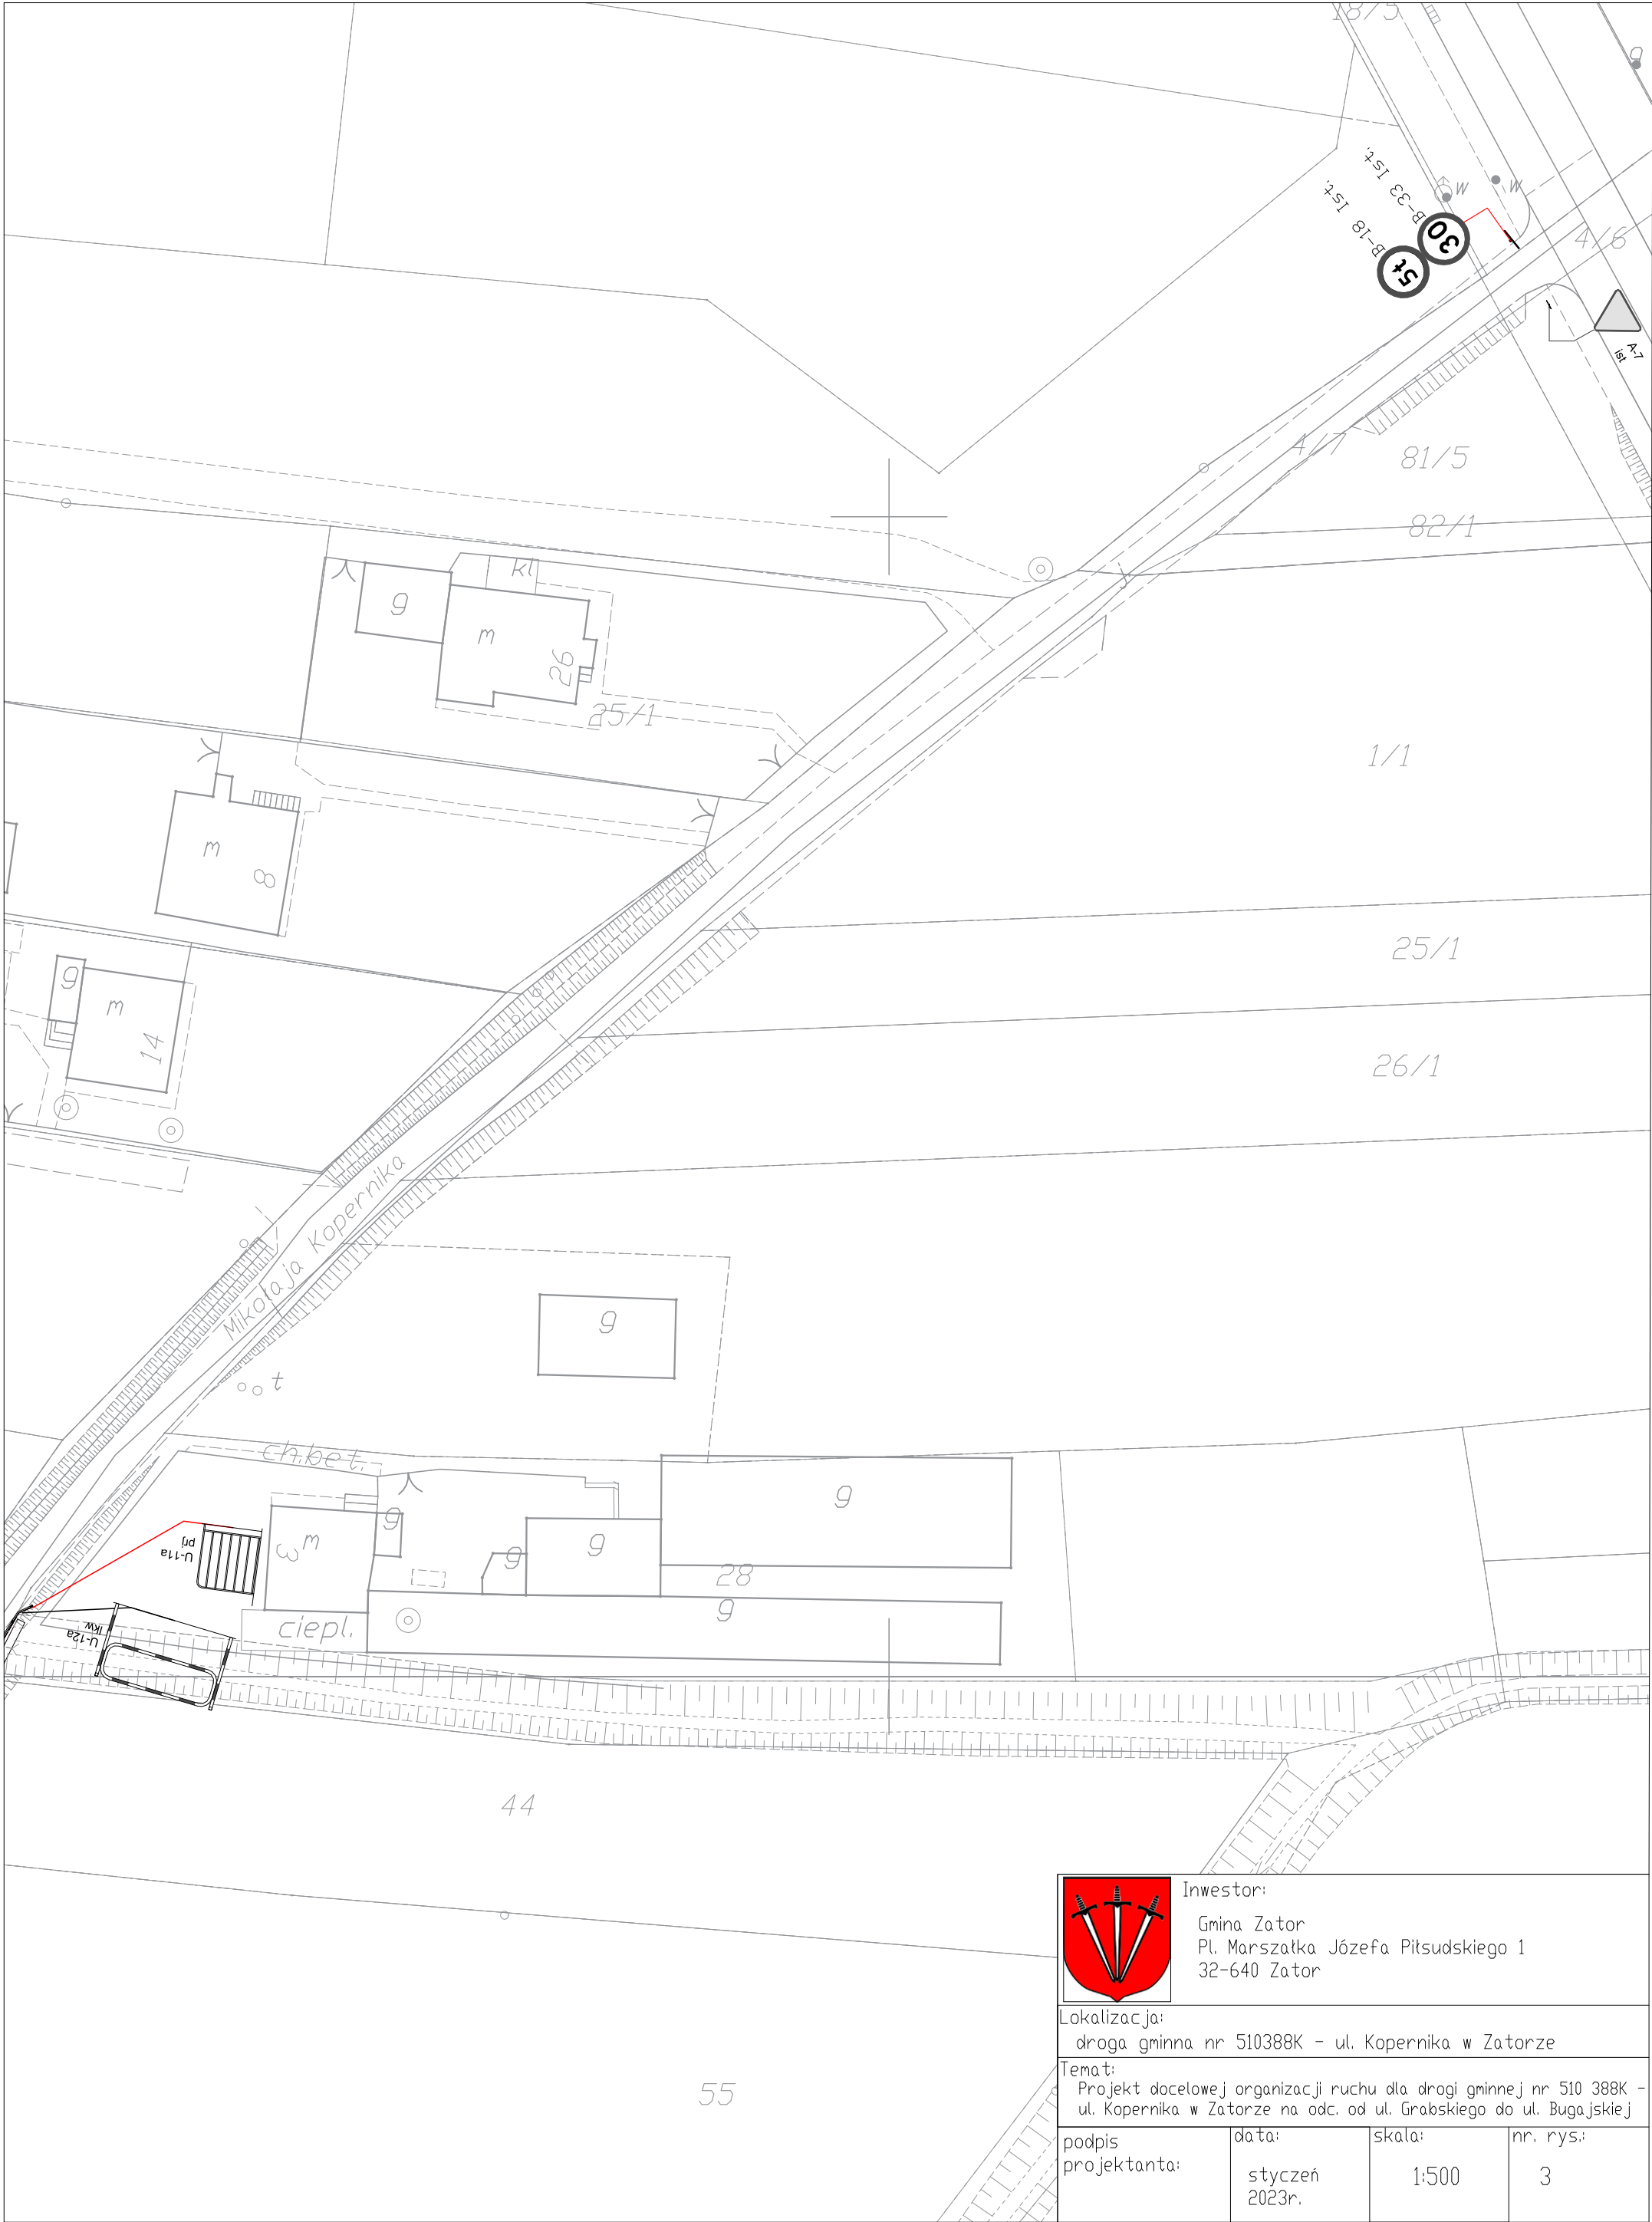 18/5
g
B-33 Ist.
B-18 Ist.
w
w
30
5t
4/6
A-7
ist
4/7
81/5
82/1
kl
g
m
26
25/1
1/1
m
8
25/1
g
m
14
26/1
Mikołaja Kopernika
g
t
ch.bet.
g
g
m
3
g
g
28
g
U-11a
prj
U-12a
lkw
ciepl.
44
55
Inwestor:
Gmina Zator
Pl. Marszałka Józefa Piłsudskiego 1
32-640 Zator
Lokalizacja:
droga gminna nr 510388K - ul. Kopernika w Zatorze
Temat:
Projekt docelowej organizacji ruchu dla drogi gminnej nr 510 388K -
ul. Kopernika w Zatorze na odc. od ul. Grabskiego do ul. Bugajskiej
podpis
projektanta:
data:
styczeń
2023r.
skala:
1:500
nr. rys.:
3